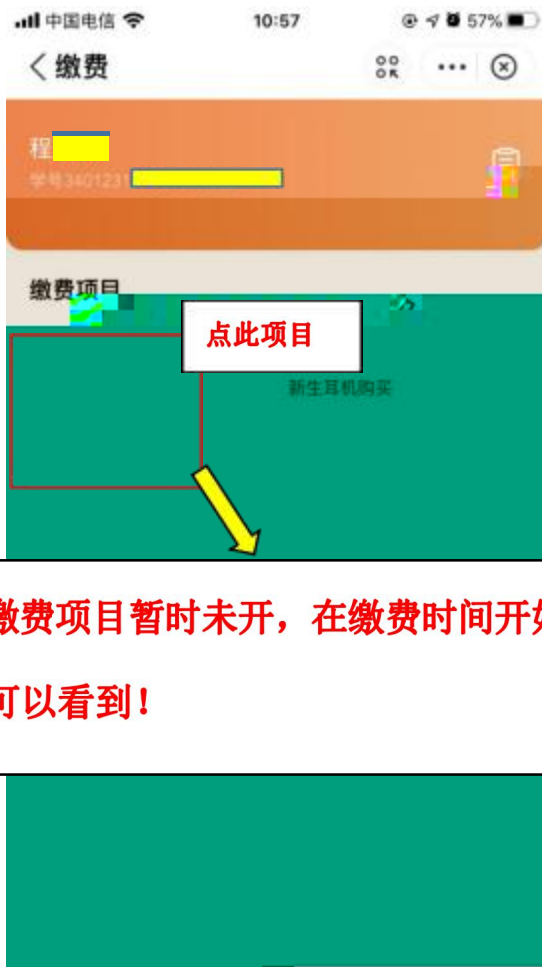 中国电信 10:57 57%
缴费
程
学号3401231
缴费项目
点此项目
新生耳机购买
缴费项目暂时未开，在缴费时间开始
可以看到！